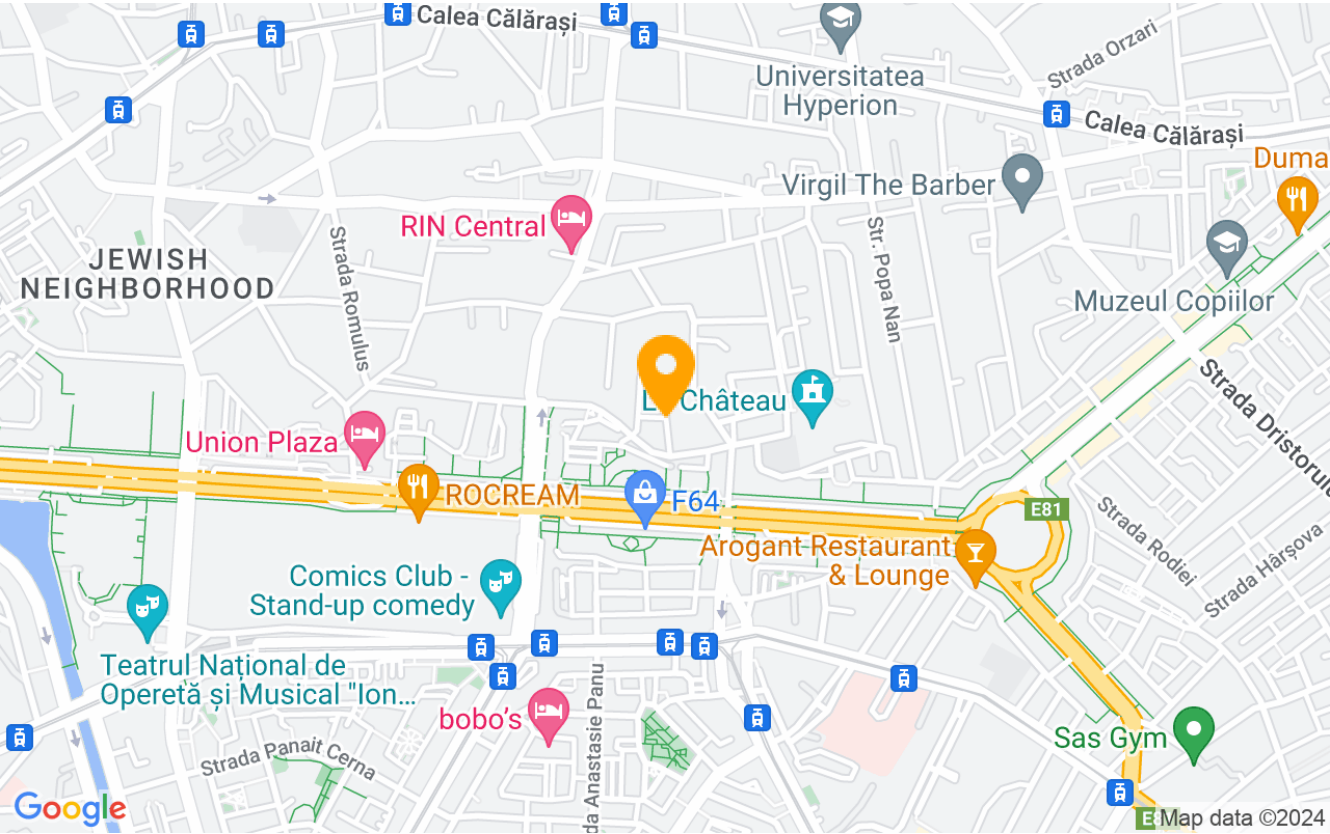 Calea Călărași
Universitatea
Hyperion
Strada Orzari
Calea Călărași
Duma
Virgil The Barber
RIN Central
Strada Romulus
Str. Popa Nan
JEWISH
NEIGHBORHOOD
Muzeul Copiilor
Château
Strada Dristorulu
Union Plaza
ROCREAM
F64
E81
Strada Rodiei
Strada Hârșova
Arogant Restaurant
& Lounge
Comics Club -
Stand-up comedy
Teatrul Național de
Operetă și Musical "Ion...
bobo's
da Anastasie Panu
Sas Gym
Strada Panait Cerna
Google
Map data ©2024